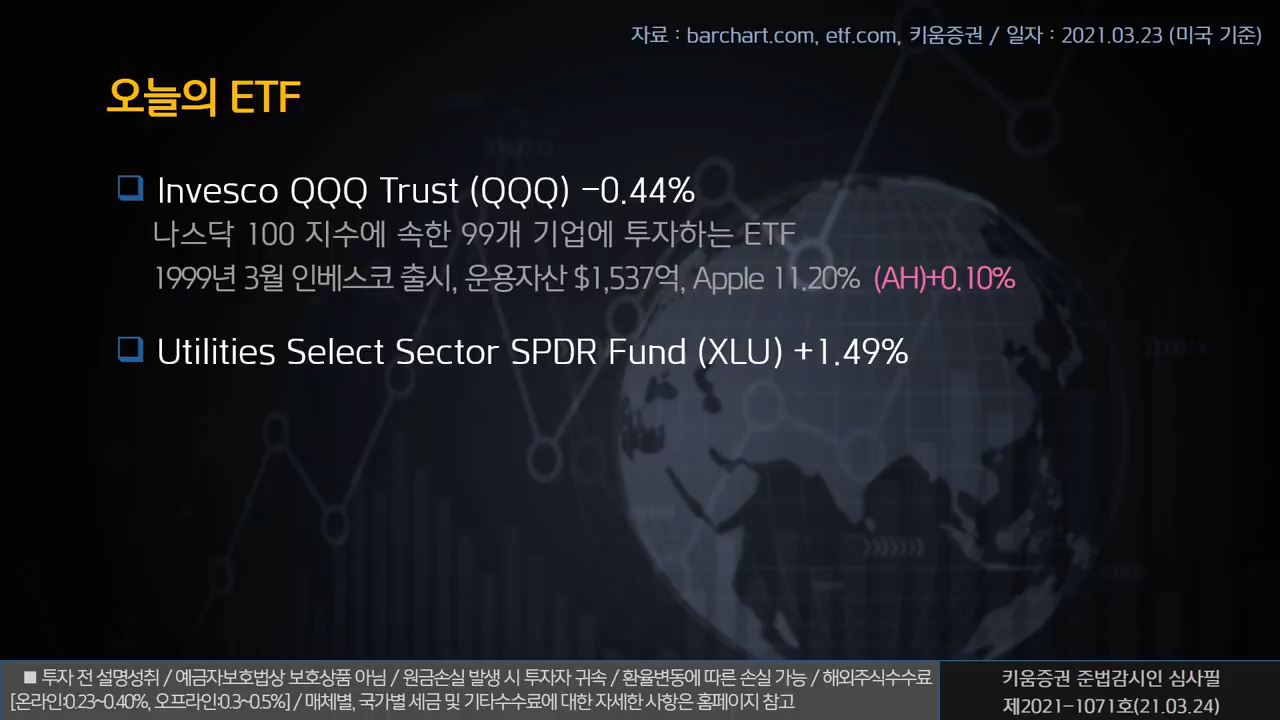 자료 : barchart.com, etf.com, 키움증권 / 일자 : 2021.03.23 (미국 기준)
오늘의 ETF
❑ Invesco QQQ Trust (QQQ) -0.44%
나스닥 100 지수에 속한 99개 기업에 투자하는 ETF
1999년 3월 인베스코 출시, 운용자산 $1,537억, Apple 11.20% (AH)+0.10%
❑ Utilities Select Sector SPDR Fund (XLU) +1.49%
■ 투자 전 설명성취 / 예금자보호법상 보호상품 아님 / 원금손실 발생 시 투자자 귀속 / 환율변동에 따른 손실 가능 / 해외주식수수료
[온라인:0.23~0.40%, 오프라인:0.3~0.5%] / 매체별, 국가별 세금 및 기타수수료에 대한 자세한 사항은 홈페이지 참고
키움증권 준법감시인 심사필
제2021-1071호(21.03.24)